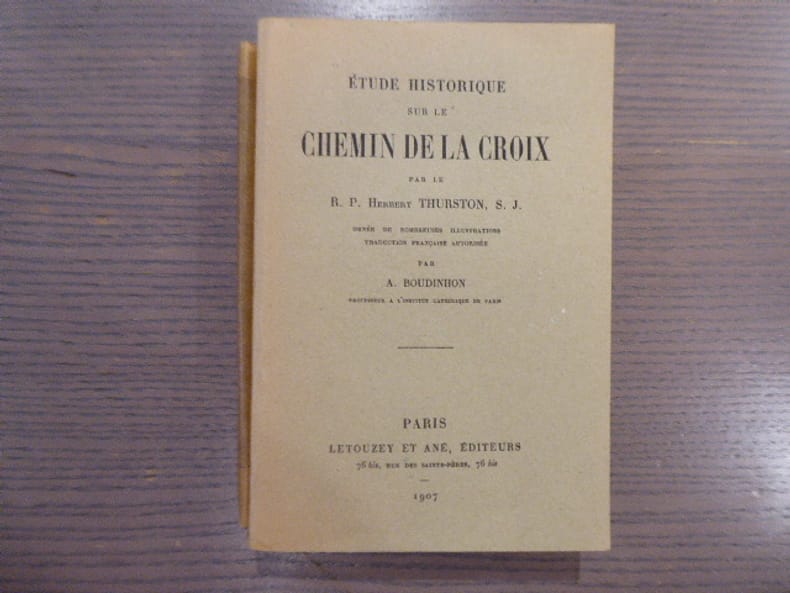 ÉTUDE HISTORIQUE
SUR LE
CHEMIN DE LA CROIX
PAR LE
R. P. HERBERT THURSTON, S. J.
ORNÉE DE NOMBREUSES ILLUSTRATIONS
TRADUCTION FRANÇAISE AUTORISÉE
PAR
A. BOUDINHON
PROFESSEUR A L'INSTITUT CATHOLIQUE DE PARIS
PARIS
LETOUZEY ET ANÉ, ÉDITEURS
76 bis, RUE DES SAINTS-PÈRES, 76 bis
1907